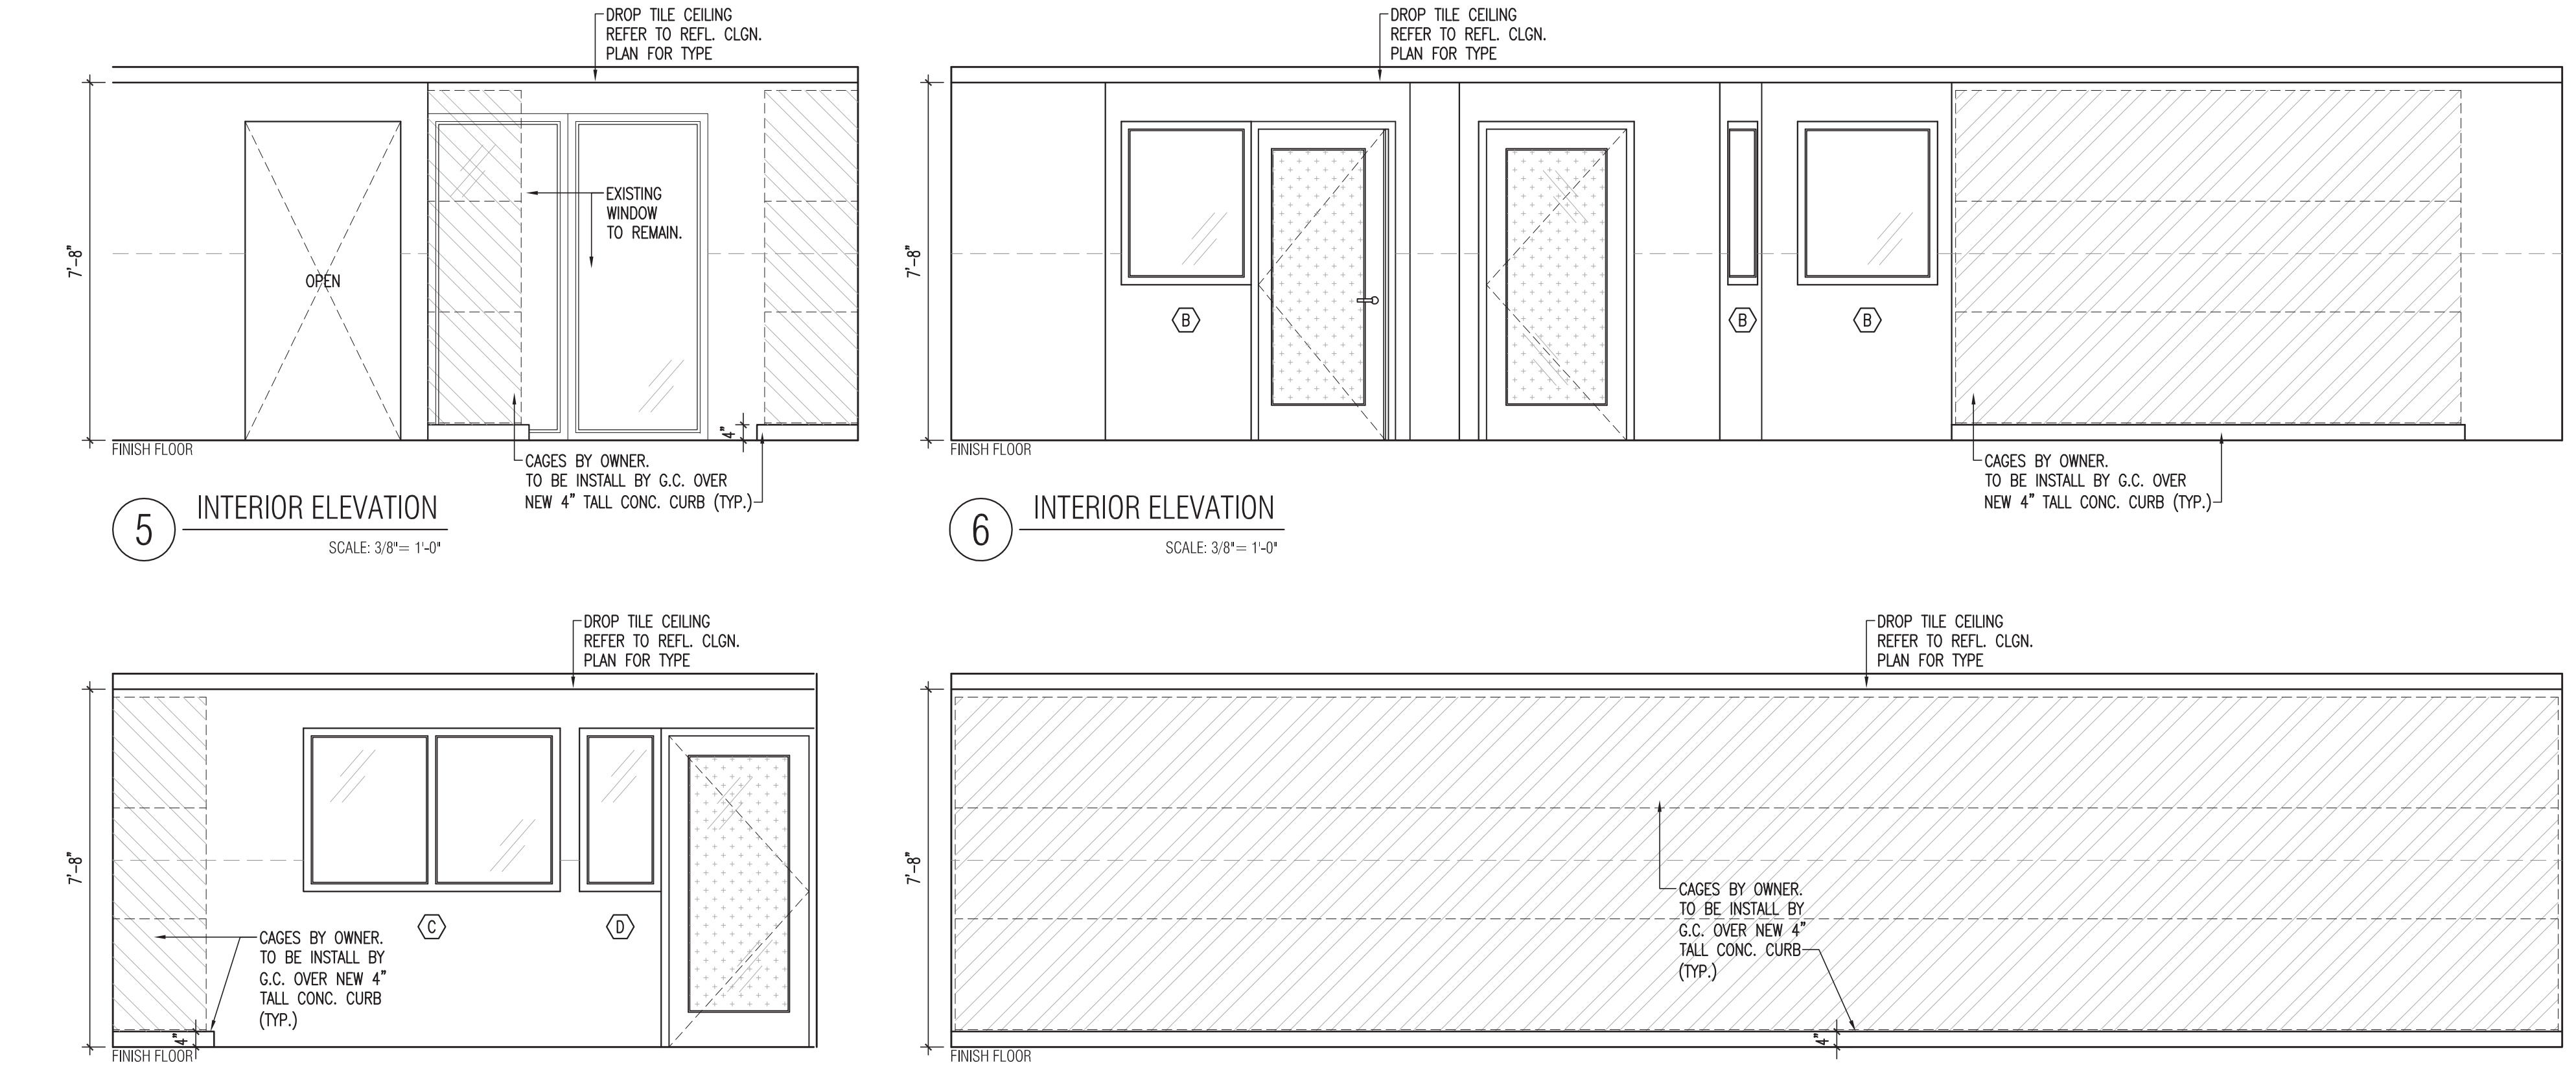 DROP TILE CEILING
REFER TO REFL. CLGN.
PLAN FOR TYPE
7'-8"
OPEN
EXISTING
WINDOW
TO REMAIN.
4"
FINISH FLOOR
CAGES BY OWNER.
TO BE INSTALL BY G.C. OVER
NEW 4" TALL CONC. CURB (TYP.)
5
INTERIOR ELEVATION
SCALE: 3/8"= 1'-0"
DROP TILE CEILING
REFER TO REFL. CLGN.
PLAN FOR TYPE
7'-8"
B
B
B
FINISH FLOOR
CAGES BY OWNER.
TO BE INSTALL BY G.C. OVER
NEW 4" TALL CONC. CURB (TYP.)
6
INTERIOR ELEVATION
SCALE: 3/8"= 1'-0"
DROP TILE CEILING
REFER TO REFL. CLGN.
PLAN FOR TYPE
7'-8"
C
D
CAGES BY OWNER.
TO BE INSTALL BY
G.C. OVER NEW 4"
TALL CONC. CURB
(TYP.)
4"
FINISH FLOOR
DROP TILE CEILING
REFER TO REFL. CLGN.
PLAN FOR TYPE
7'-8"
CAGES BY OWNER.
TO BE INSTALL BY
G.C. OVER NEW 4"
TALL CONC. CURB
(TYP.)
4"
FINISH FLOOR